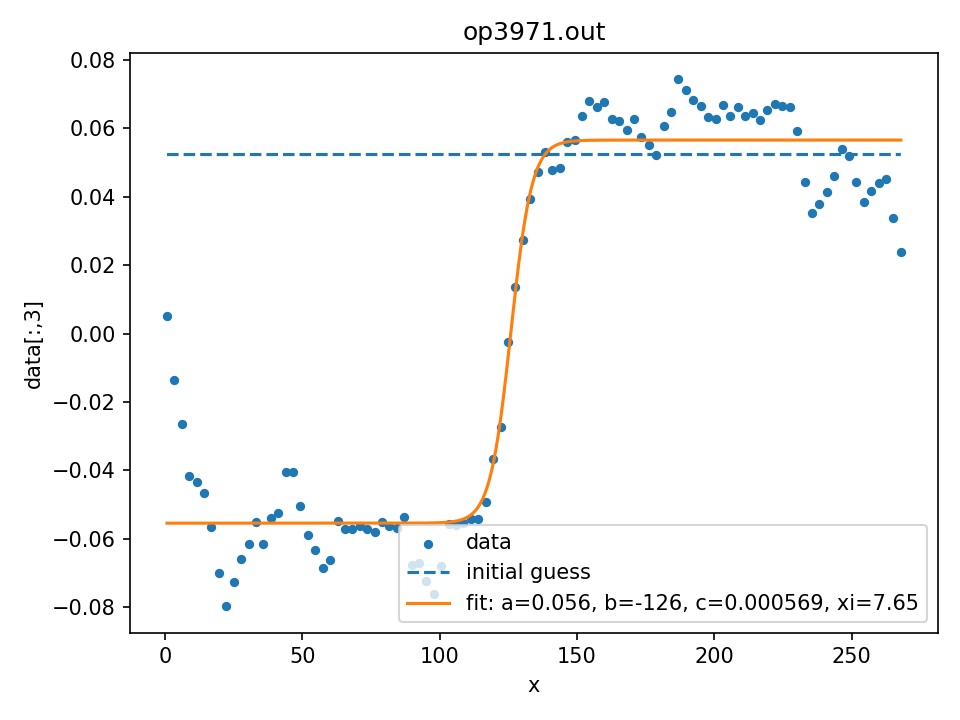 op3971.out
0.08
0.06
0.04
0.02
0.00
−0.02
−0.04
−0.06
−0.08
data[:,3]
data
initial guess
fit: a=0.056, b=-126, c=0.000569, xi=7.65
0 50 100 150 200 250
x